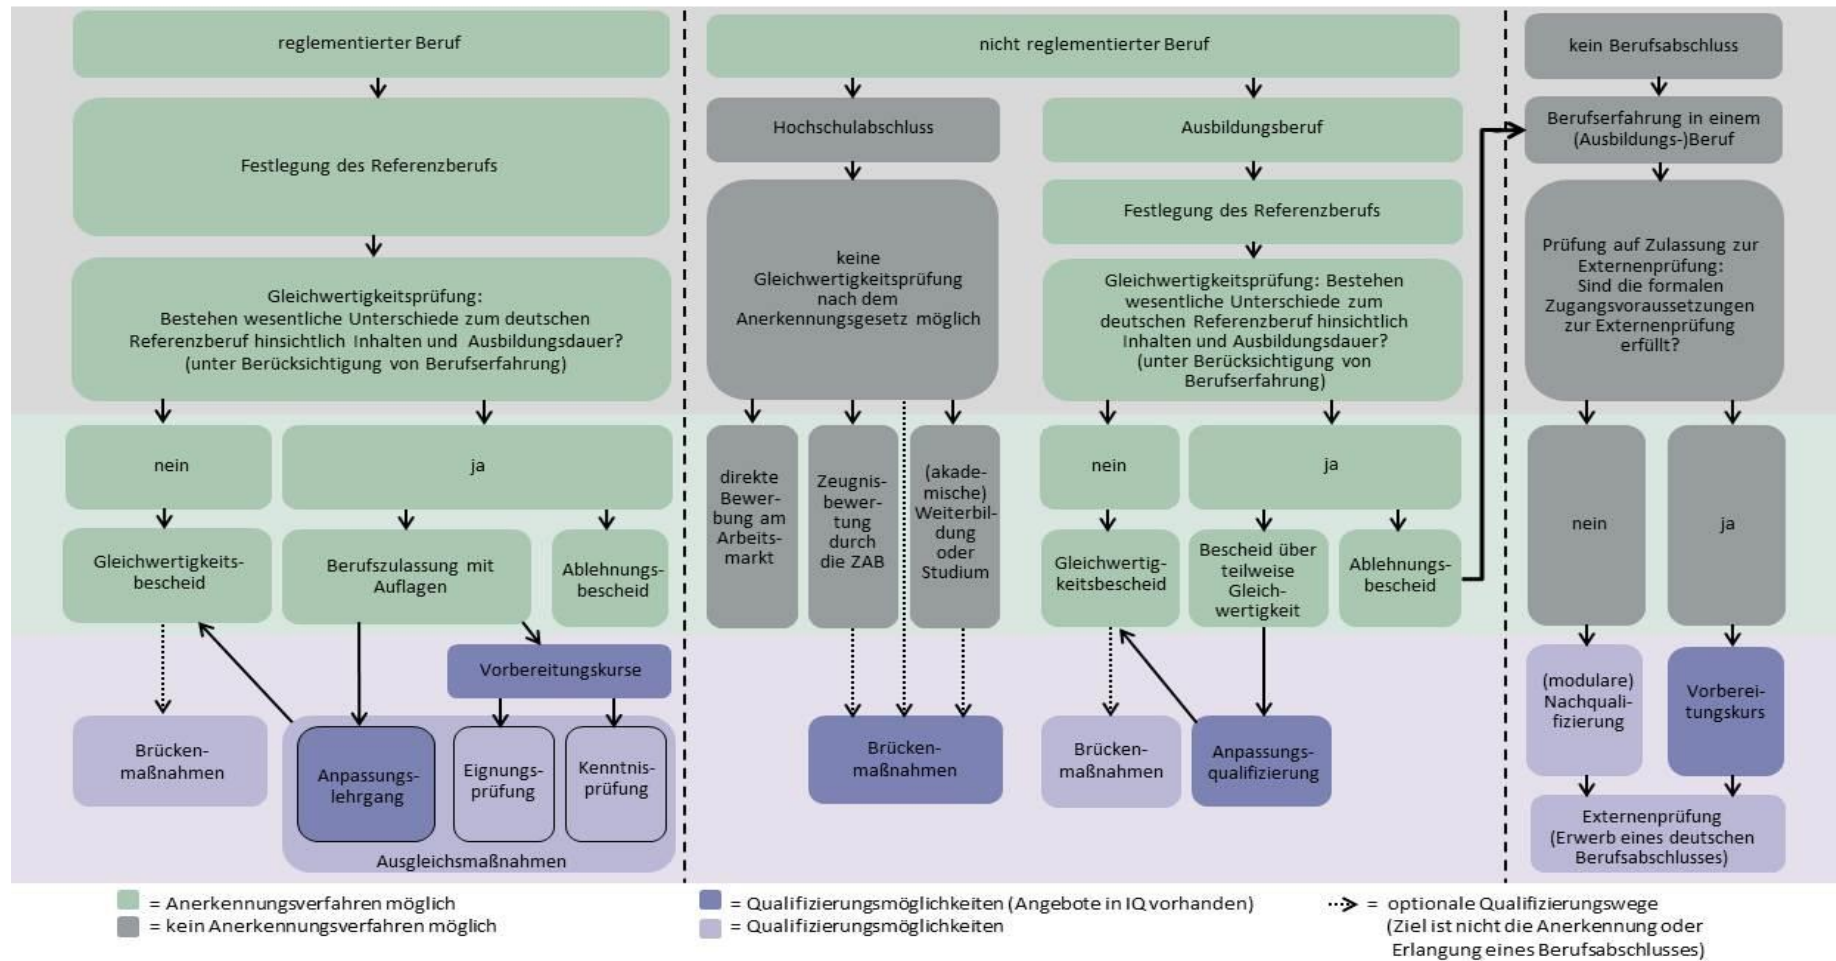 reglementierter Beruf
Festlegung des Referenzberufs
Gleichwertigkeitsprüfung:
Bestehen wesentliche Unterschiede zum deutschen
Referenzberuf hinsichtlich Inhalten und Ausbildungsdauer?
(unter Berücksichtigung von Berufserfahrung)
nein
ja
Gleichwertigkeits-
bescheid
Berufszulassung mit
Auflagen
Ablehnungs-
bescheid
Vorbereitungskurse
Brücken-
maßnahmen
Anpassungs-
lehrgang
Eignungs-
prüfung
Kenntnis-
prüfung
Ausgleichsmaßnahmen
nicht reglementierter Beruf
Hochschulabschluss
keine
Gleichwertigkeitsprüfung
nach dem
Anerkennungsgesetz möglich
direkte
Bewer-
bung am
Arbeits-
markt
Zeugnis-
bewer-
tung
durch
die ZAB
(akade-
mische)
Weiterbil-
dung
oder
Studium
Brücken-
maßnahmen
Ausbildungsberuf
Festlegung des Referenzberufs
Gleichwertigkeitsprüfung: Bestehen
wesentliche Unterschiede zum
deutschen Referenzberuf hinsichtlich
Inhalten und Ausbildungsdauer?
(unter Berücksichtigung von
Berufserfahrung)
nein
ja
Gleichwertig-
keitsbescheid
Bescheid über
teilweise
Gleich-
wertigkeit
Ablehnungs-
bescheid
Brücken-
maßnahmen
Anpassungs-
qualifizierung
kein Berufsabschluss
Berufserfahrung in einem
(Ausbildungs-)Beruf
Prüfung auf Zulassung zur
Externenprüfung:
Sind die formalen
Zugangsvoraussetzungen
zur Externenprüfung
erfüllt?
nein
ja
(modulare)
Nachquali-
fizierung
Vorberei-
tungskurs
Externenprüfung
(Erwerb eines deutschen
Berufsabschlusses)
= Anerkennungsverfahren möglich
= kein Anerkennungsverfahren möglich
= Qualifizierungsmöglichkeiten (Angebote in IQ vorhanden)
= Qualifizierungsmöglichkeiten
= optionale Qualifizierungswege
(Ziel ist nicht die Anerkennung oder
Erlangung eines Berufsabschlusses)